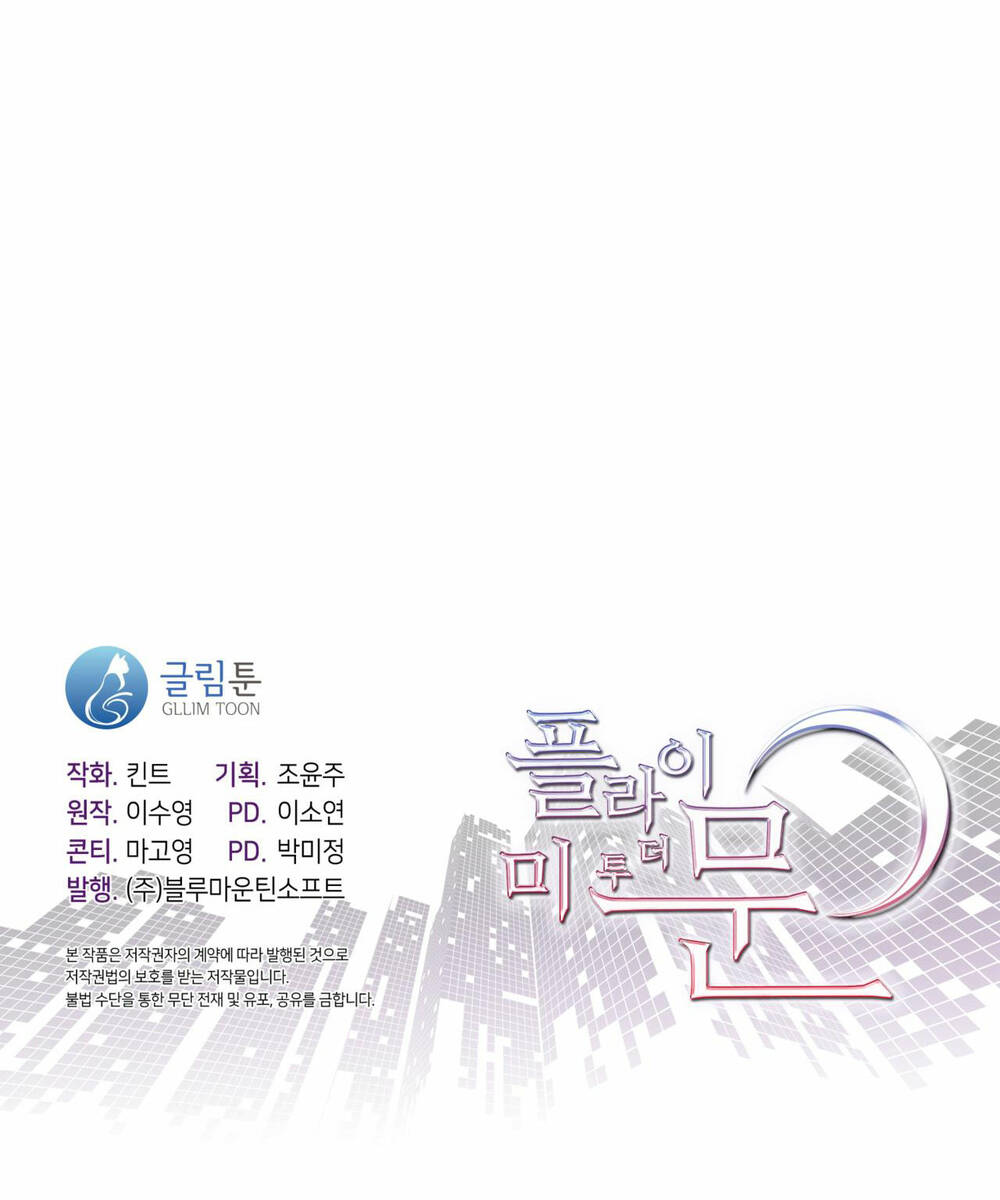 글림툰
GLLIM TOON
작화. 킨트 기획. 조윤주
원작. 이수영 PD. 이소연
콘티. 마고영 PD. 박미정
발행. (주)블루마운틴소프트
본 작품은 저작권자의 계약에 따라 발행된 것으로
저작권법의 보호를 받는 저작물입니다.
불법 수단을 통한 무단 전재 및 유포, 공유를 금합니다.
플라이
미 투 더 문